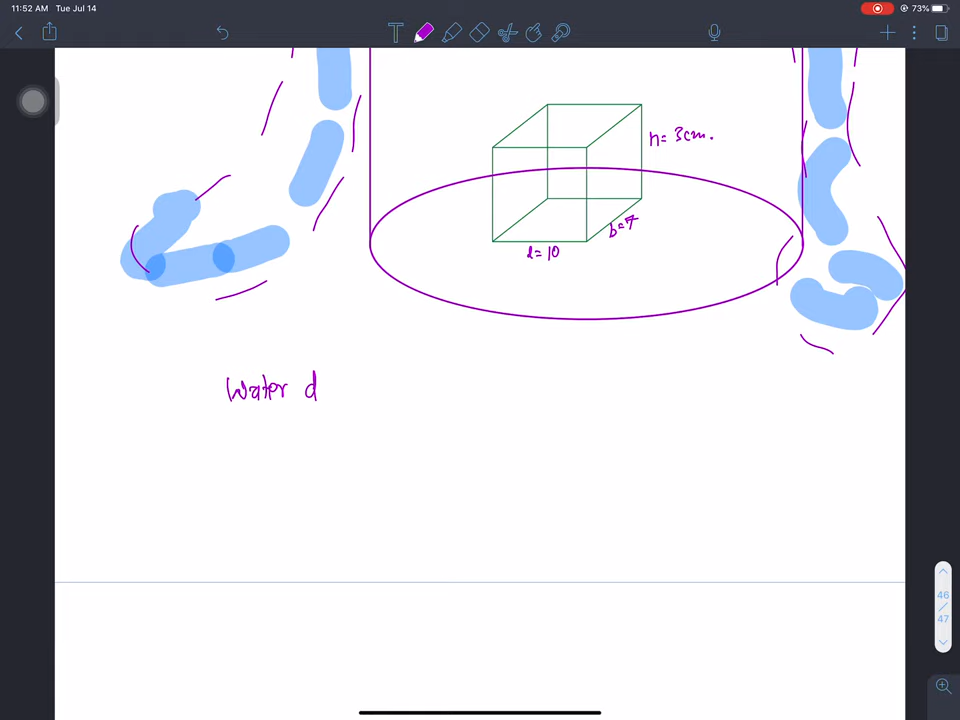 11:52 AM Tue Jul 14
73%
T
h= 3cm.
b=7
l=10
Water d
46
/
47